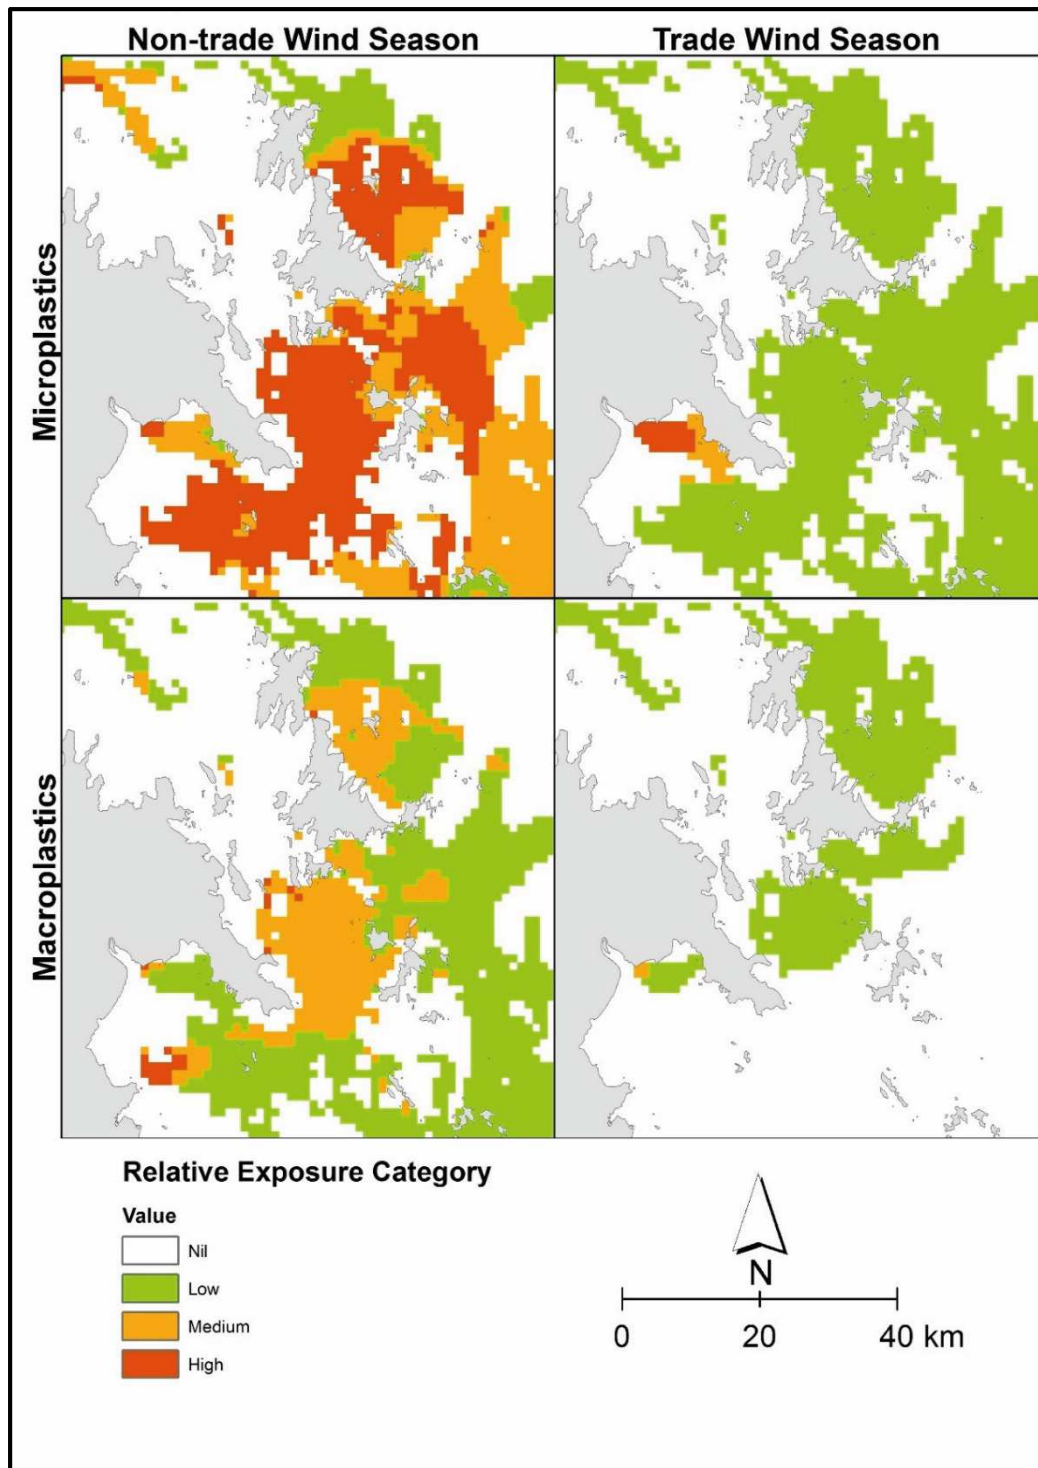 Non-trade Wind Season
Trade Wind Season
Microplastics
Macroplastics
Relative Exposure Category
Value
Nil
Low
Medium
High
N
0 20 40 km